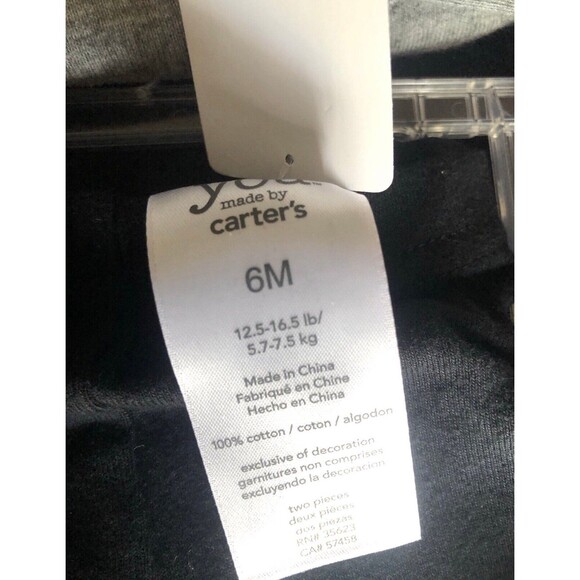 you
made by
carter's
6M
12.5-16.5 lb/
5.7-7.5 kg
Made in China
Fabriqué en Chine
Hecho en China
100% cotton / coton / algodon
exclusive of decoration
garnitures non comprises
excluyendo la decoracion
two pieces
deux pièces
dos piezas
RN# 35623
CA# 57458